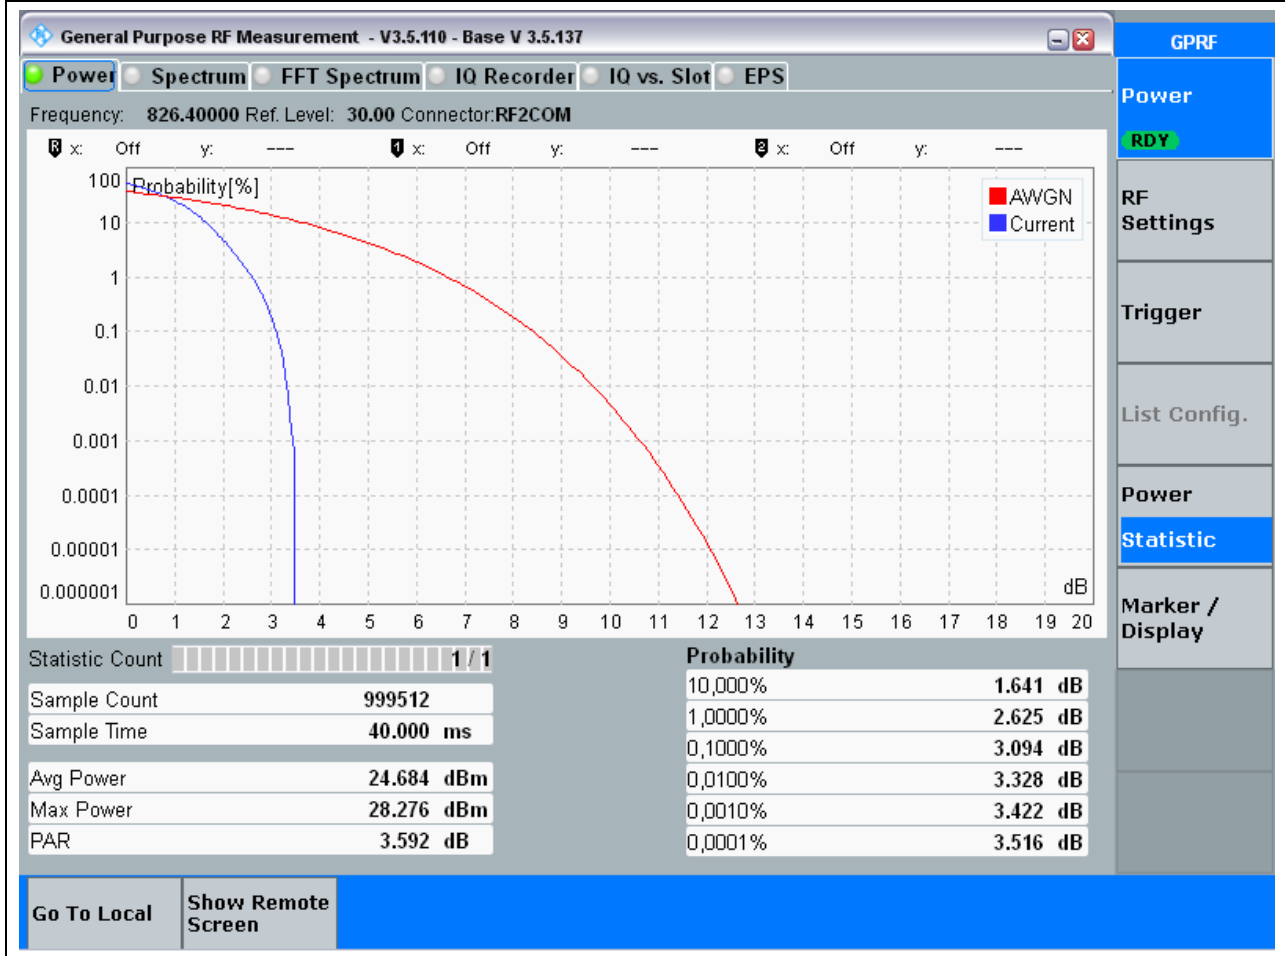 General Purpose RF Measurement - V3.5.110 - Base V 3.5.137
GPRF
Power Spectrum FFT Spectrum IQ Recorder IQ vs. Slot EPS
Frequency: 826.40000 Ref. Level: 30.00 Connector:RF2COM
R x: Off y: --- 1 x: Off y: --- 2 x: Off y: ---
Probability[%]
AWGN
Current
100
10
1
0.1
0.01
0.001
0.0001
0.00001
0.000001
dB
0 1 2 3 4 5 6 7 8 9 10 11 12 13 14 15 16 17 18 19 20
Statistic Count 1 / 1
Sample Count 999512
Sample Time 40.000 ms
Avg Power 24.684 dBm
Max Power 28.276 dBm
PAR 3.592 dB
Probability
10,000% 1.641 dB
1,0000% 2.625 dB
0,1000% 3.094 dB
0,0100% 3.328 dB
0,0010% 3.422 dB
0,0001% 3.516 dB
Power
RDY
RF
Settings
Trigger
List Config.
Power
Statistic
Marker /
Display
Go To Local
Show Remote
Screen